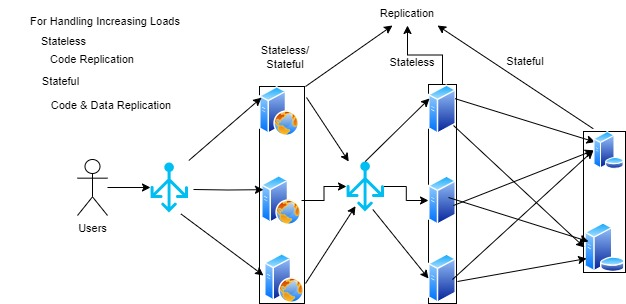 For Handling Increasing Loads
Stateless
Code Replication
Stateful
Code & Data Replication
Replication
Stateless/
Stateful
Stateless
Stateful
Users